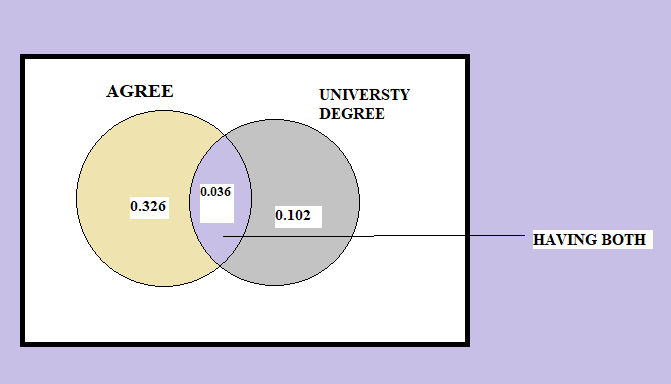 AGREE
UNIVERSTY
DEGREE
0.326
0.036
0.102
HAVING BOTH